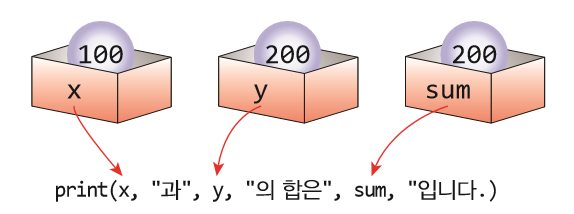 100 200 200
x y sum
print(x, "과", y, "의 합은", sum, "입니다.)